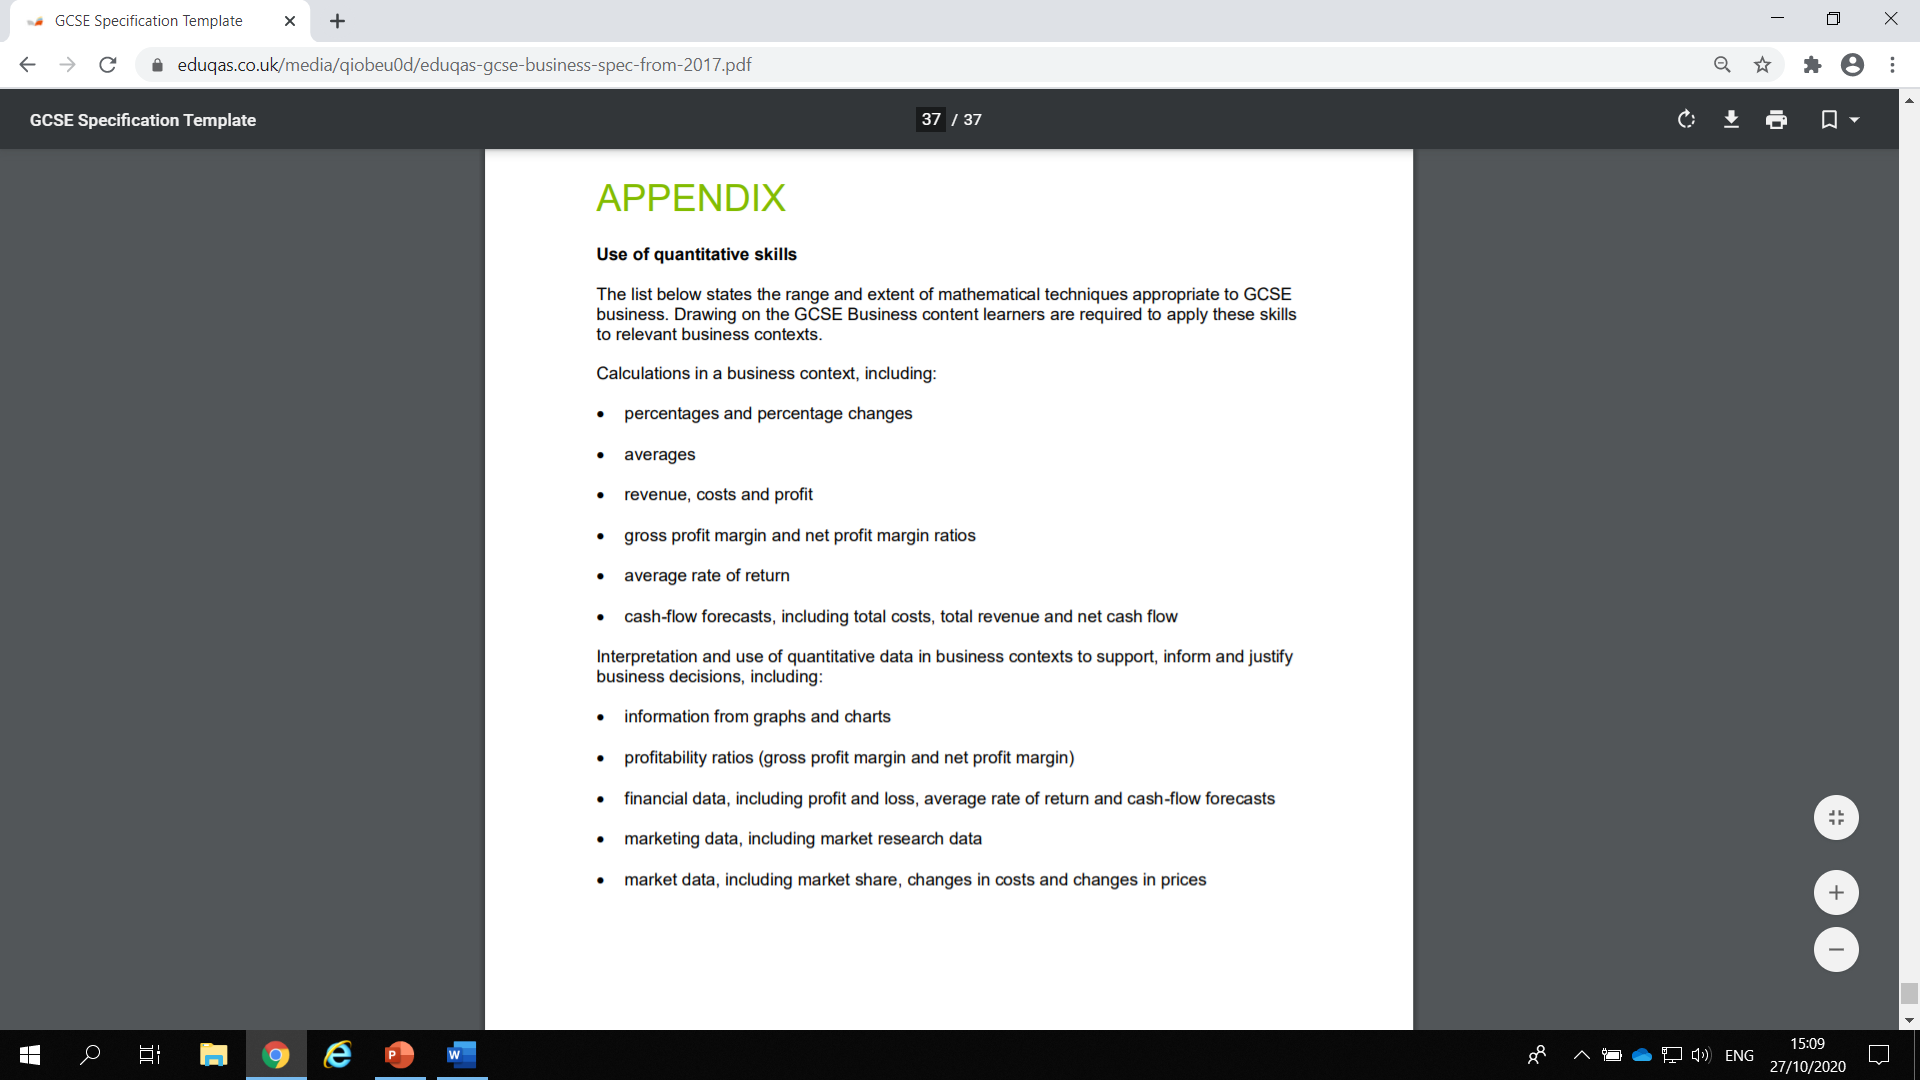 GCSE Specification Template
eduqas.co.uk/media/qiobeu0d/eduqas-gcse-business-spec-from-2017.pdf
GCSE Specification Template
37 / 37
APPENDIX
Use of quantitative skills
The list below states the range and extent of mathematical techniques appropriate to GCSE
business. Drawing on the GCSE Business content learners are required to apply these skills
to relevant business contexts.
Calculations in a business context, including:
• percentages and percentage changes
• averages
• revenue, costs and profit
• gross profit margin and net profit margin ratios
• average rate of return
• cash-flow forecasts, including total costs, total revenue and net cash flow
Interpretation and use of quantitative data in business contexts to support, inform and justify
business decisions, including:
• information from graphs and charts
• profitability ratios (gross profit margin and net profit margin)
• financial data, including profit and loss, average rate of return and cash-flow forecasts
• marketing data, including market research data
• market data, including market share, changes in costs and changes in prices
P
W
ENG
15:09
27/10/2020